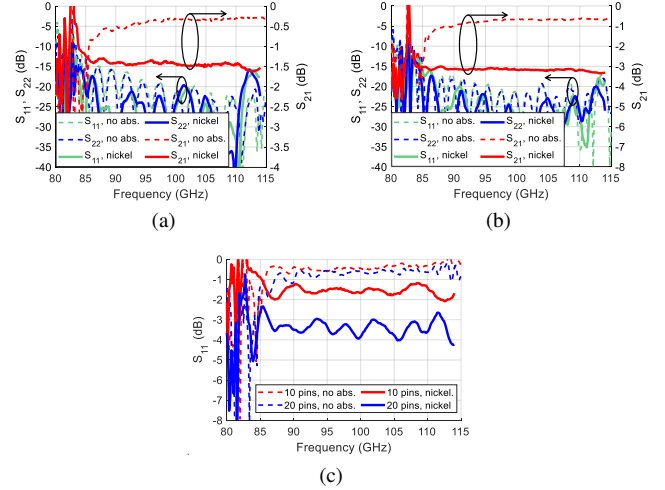 0
-5
-10
-15
-20
-25
-30
-35
-40
S11, S22 (dB)
0
-0.5
-1
-1.5
-2
-2.5
-3
-3.5
-4
S21 (dB)
S11, no abs. S22, nickel
S22, no abs. S21, no abs.
S11, nickel S21, nickel
80 85 90 95 100 105 110 115
Frequency (GHz)
(a)
0
-5
-10
-15
-20
-25
-30
-35
-40
S11, S22 (dB)
0
-1
-2
-3
-4
-5
-6
-7
-8
S21 (dB)
S11, no abs. S22, nickel
S22, no abs. S21, no abs.
S11, nickel S21, nickel
80 85 90 95 100 105 110 115
Frequency (GHz)
(b)
0
-1
-2
-3
-4
-5
-6
-7
-8
S11 (dB)
10 pins, no abs. 10 pins, nickel.
20 pins, no abs. 20 pins, nickel
80 85 90 95 100 105 110 115
Frequency (GHz)
(c)